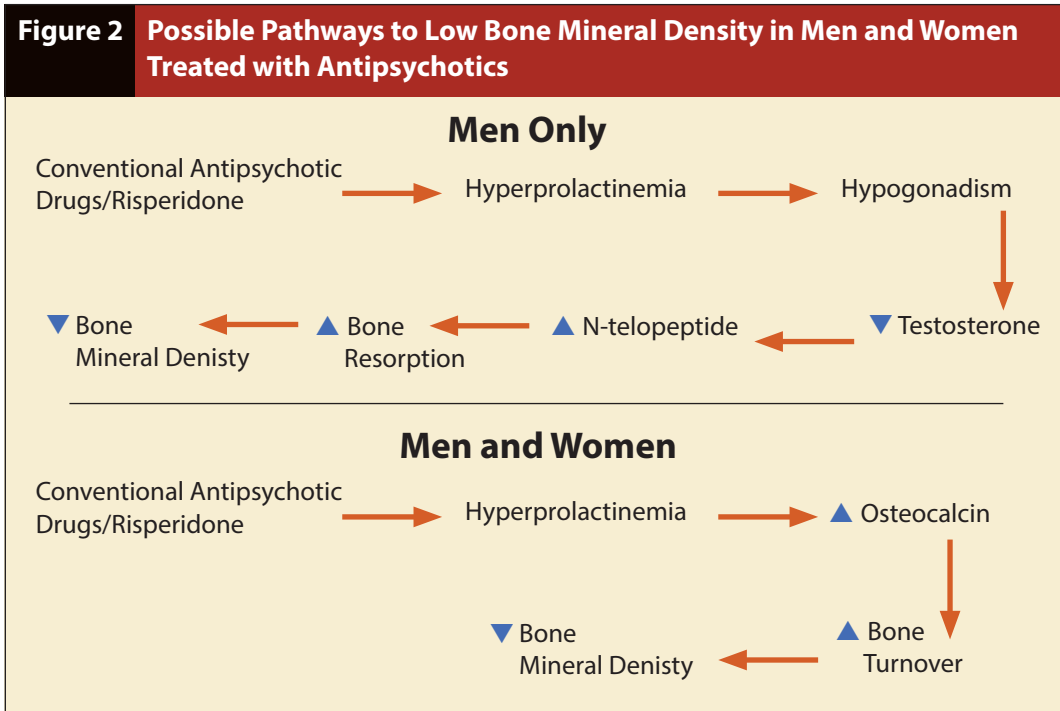 Figure 2
Possible Pathways to Low Bone Mineral Density in Men and Women
Treated with Antipsychotics
Men Only
Conventional Antipsychotic
Drugs/Risperidone
Hyperprolactinemia
Hypogonadism
▼ Testosterone
▲ N-telopeptide
▲ Bone
Resorption
▼ Bone
Mineral Denisty
Men and Women
Conventional Antipsychotic
Drugs/Risperidone
Hyperprolactinemia
▲ Osteocalcin
▲ Bone
Turnover
▼ Bone
Mineral Denisty